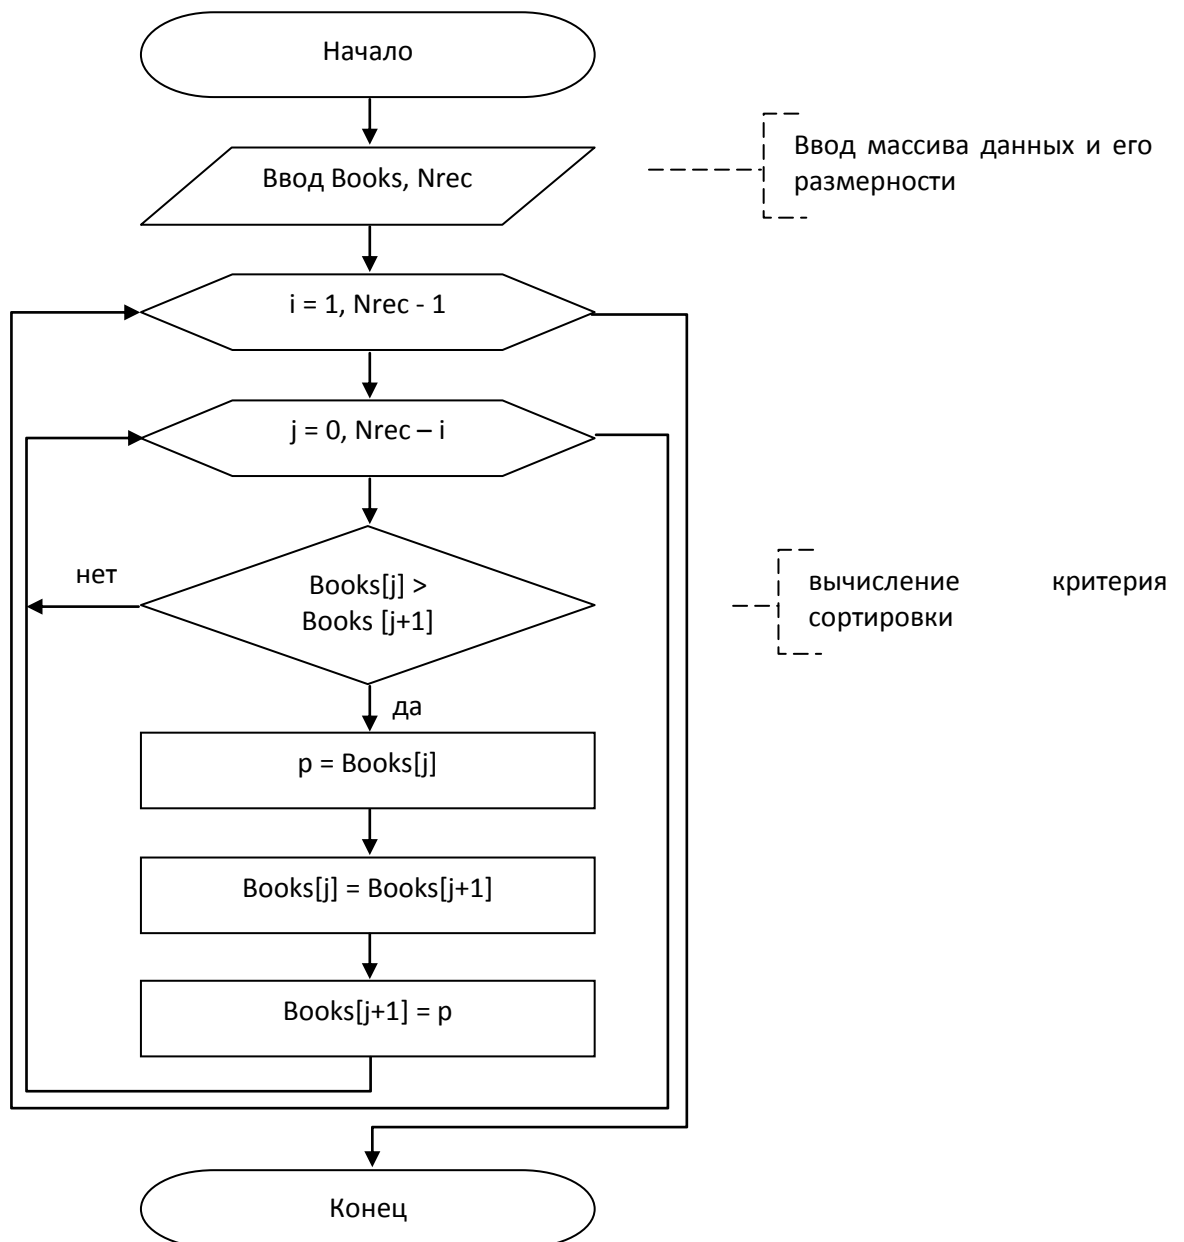 Начало
Ввод Books, Nrec
Ввод массива данных и его
размерности
i = 1, Nrec - 1
j = 0, Nrec – i
нет
Books[j] >
Books [j+1]
вычисление критерия
сортировки
да
p = Books[j]
Books[j] = Books[j+1]
Books[j+1] = p
Конец